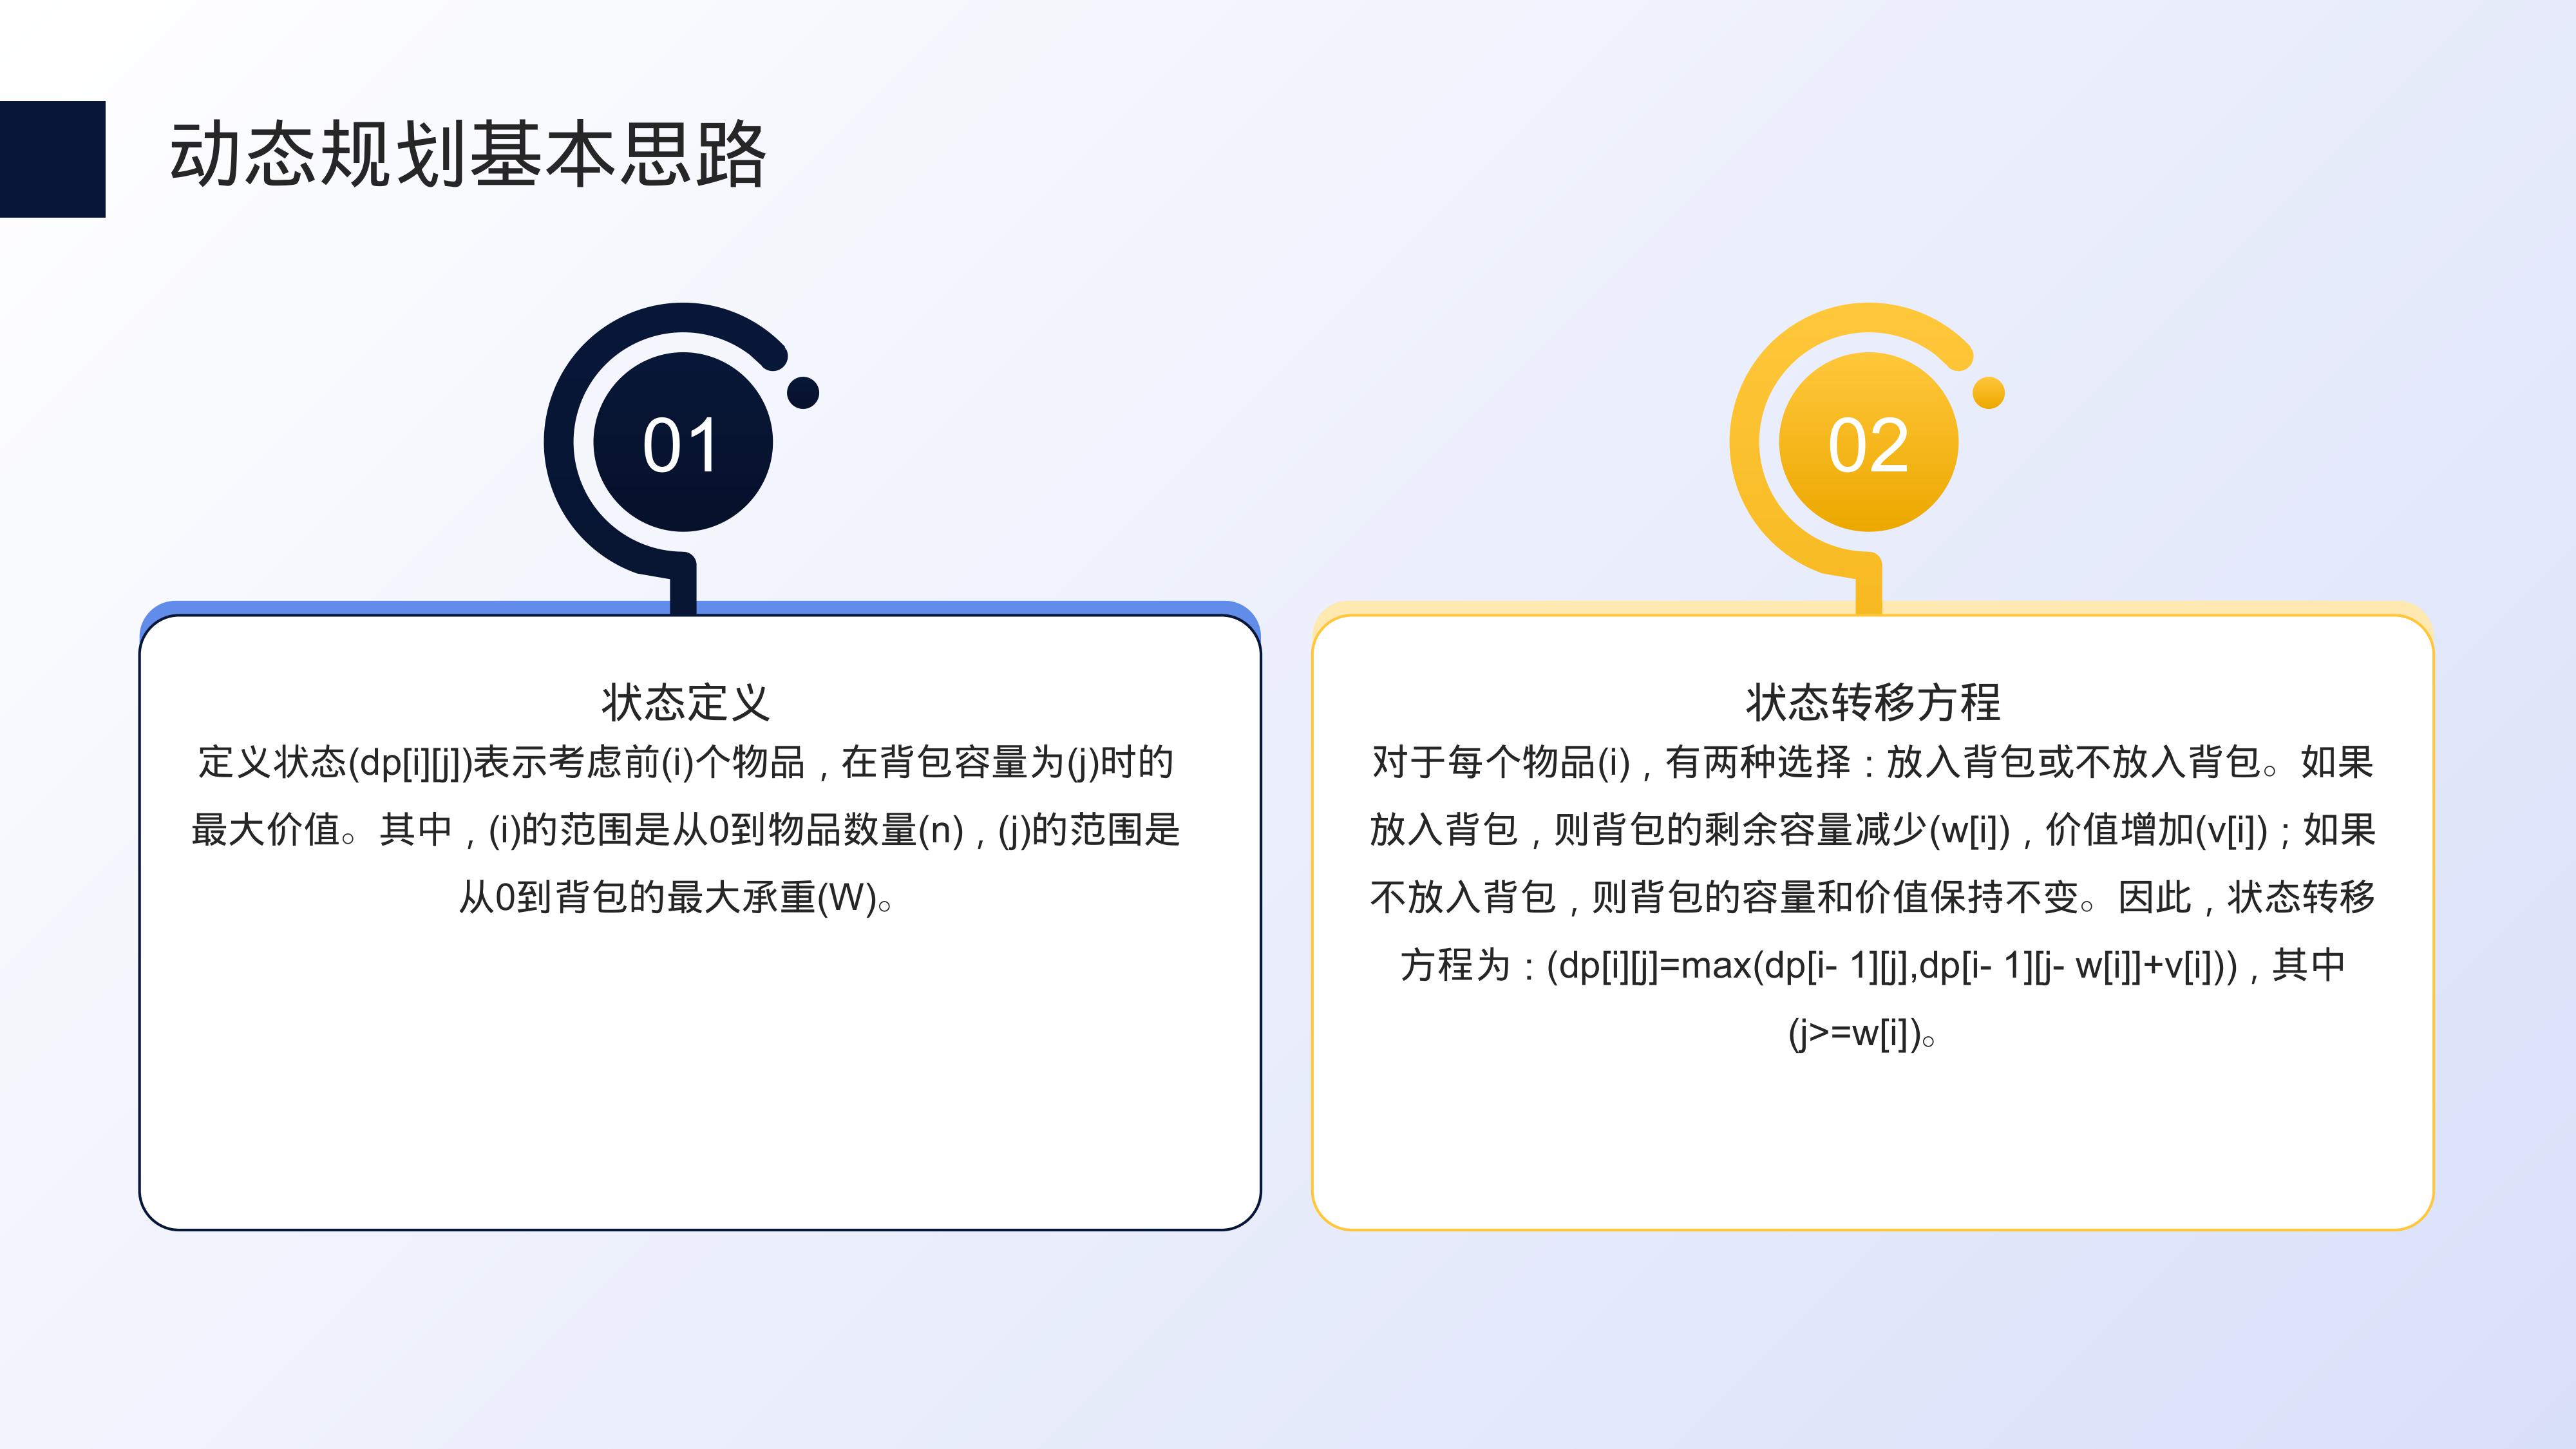 动态规划基本思路
01
状态定义
定义状态(dp[i][j])表示考虑前(i)个物品，在背包容量为(j)时的
最大价值。其中，(i)的范围是从0到物品数量(n)，(j)的范围是
从0到背包的最大承重(W)。
02
状态转移方程
对于每个物品(i)，有两种选择：放入背包或不放入背包。如果
放入背包，则背包的剩余容量减少(w[i])，价值增加(v[i])；如果
不放入背包，则背包的容量和价值保持不变。因此，状态转移
方程为：(dp[i][j]=max(dp[i- 1][j],dp[i- 1][j- w[i]]+v[i]))，其中
(j>=w[i])。